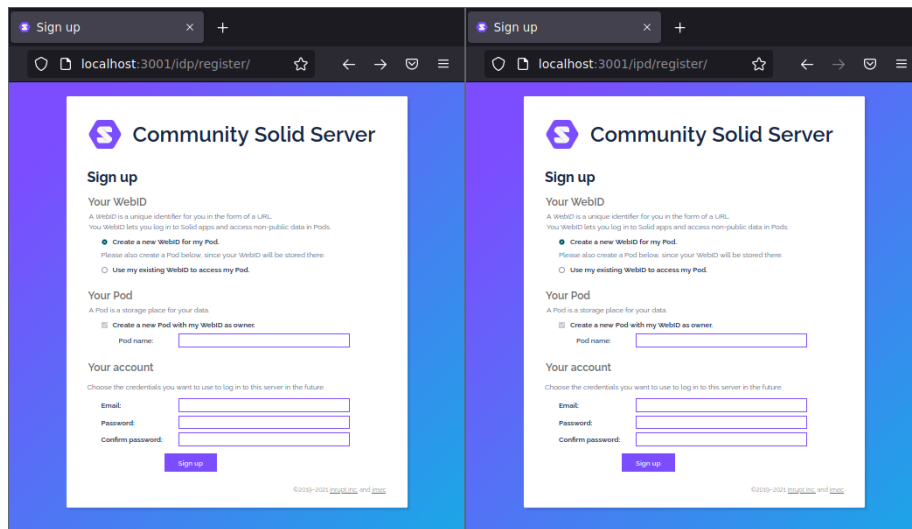 Sign up
localhost:3001/idp/register/
Community Solid Server
Sign up
Your WebID
A WebID is a unique identifier for you in the form of a URL.
You WebID lets you log in to Solid apps and access non-public data in Pods.
Create a new WebID for my Pod.
Please also create a Pod below, since your WebID will be stored there.
Use my existing WebID to access my Pod.
Your Pod
A Pod is a storage place for your data.
Create a new Pod with my WebID as owner.
Pod name:
Your account
Choose the credentials you want to use to log in to this server in the future.
Email:
Password:
Confirm password:
Sign up
©2019–2021 Inrupt Inc. and imec
Sign up
localhost:3001/ipd/register/
Community Solid Server
Sign up
Your WebID
A WebID is a unique identifier for you in the form of a URL.
You WebID lets you log in to Solid apps and access non-public data in Pods.
Create a new WebID for my Pod.
Please also create a Pod below, since your WebID will be stored there.
Use my existing WebID to access my Pod.
Your Pod
A Pod is a storage place for your data.
Create a new Pod with my WebID as owner.
Pod name:
Your account
Choose the credentials you want to use to log in to this server in the future.
Email:
Password:
Confirm password:
Sign up
©2019–2021 Inrupt Inc. and imec